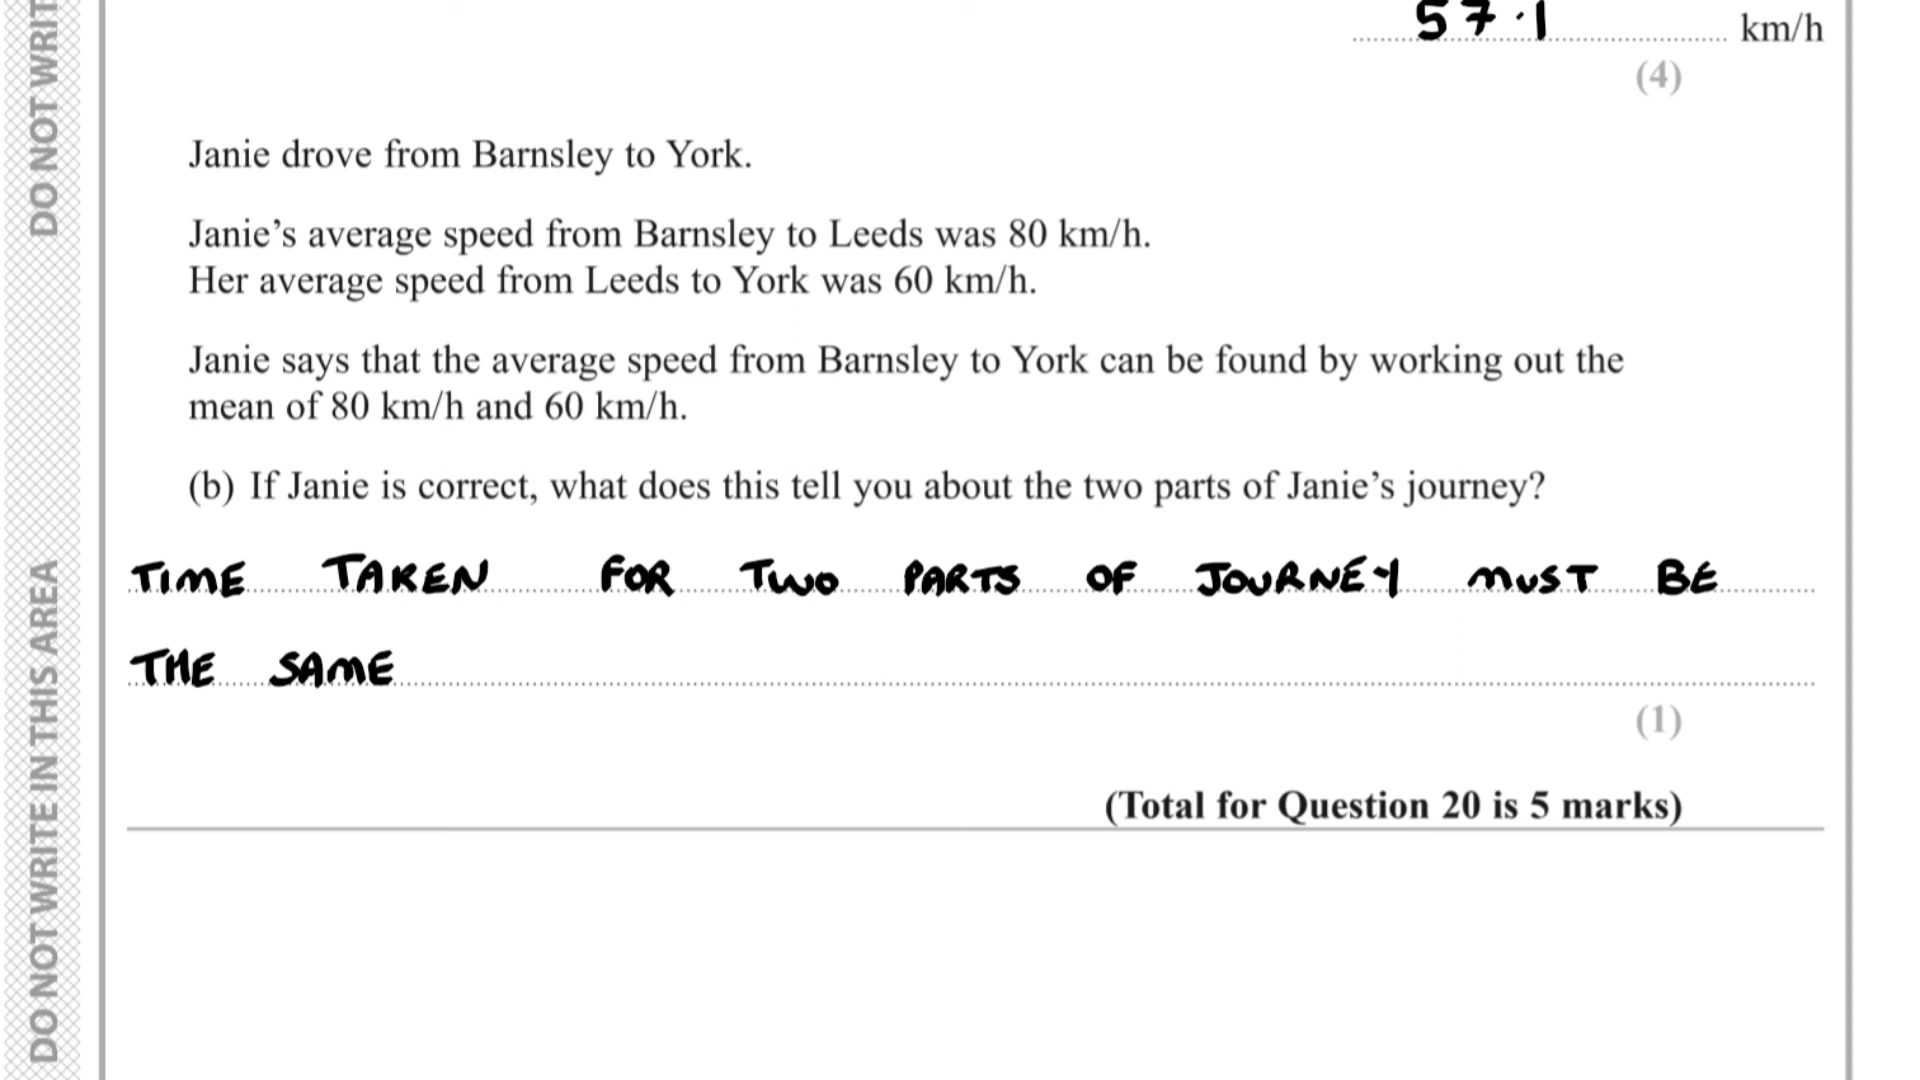 DO NOT WRIT
57.1 km/h
(4)
Janie drove from Barnsley to York.
Janie's average speed from Barnsley to Leeds was 80 km/h.
Her average speed from Leeds to York was 60 km/h.
Janie says that the average speed from Barnsley to York can be found by working out the
mean of 80 km/h and 60 km/h.
(b) If Janie is correct, what does this tell you about the two parts of Janie's journey?
TIME TAKEN FOR TWO PARTS OF JOURNEY MUST BE
THE SAME
(1)
(Total for Question 20 is 5 marks)
DO NOT WRITE IN THIS AREA